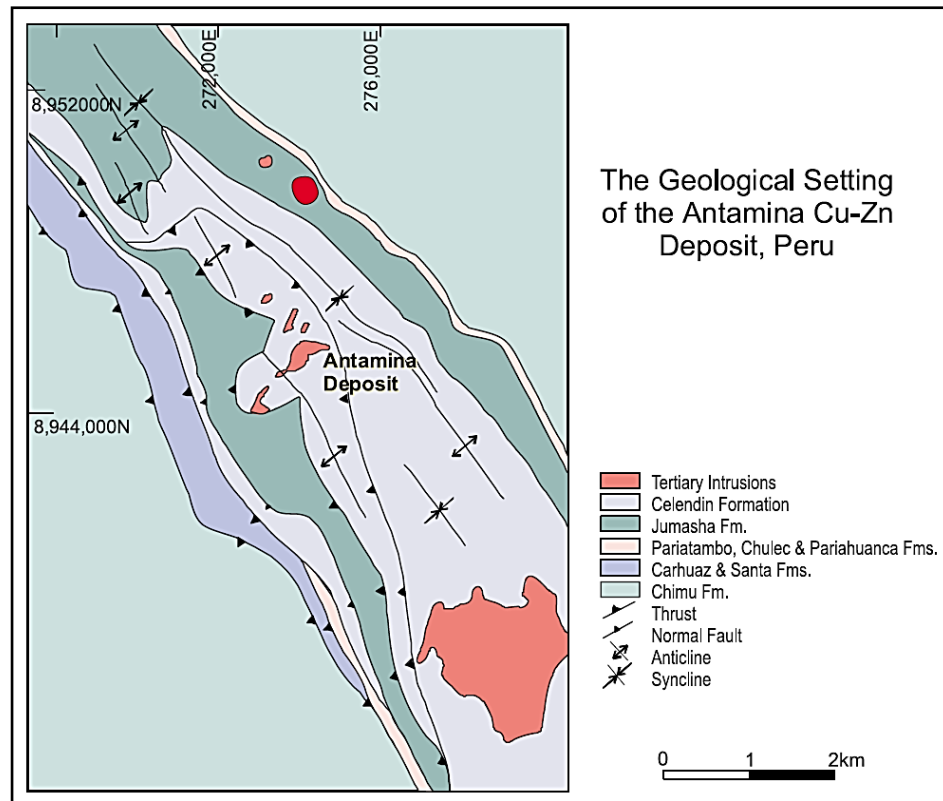 272,000E
276,000E
8,952000N
8,944,000N
Antamina
Deposit
The Geological Setting
of the Antamina Cu-Zn
Deposit, Peru
Tertiary Intrusions
Celendin Formation
Jumasha Fm.
Pariatambo, Chulec & Pariahuanca Fms.
Carhuaz & Santa Fms.
Chimu Fm.
Thrust
Normal Fault
Anticline
Syncline
0 1 2km